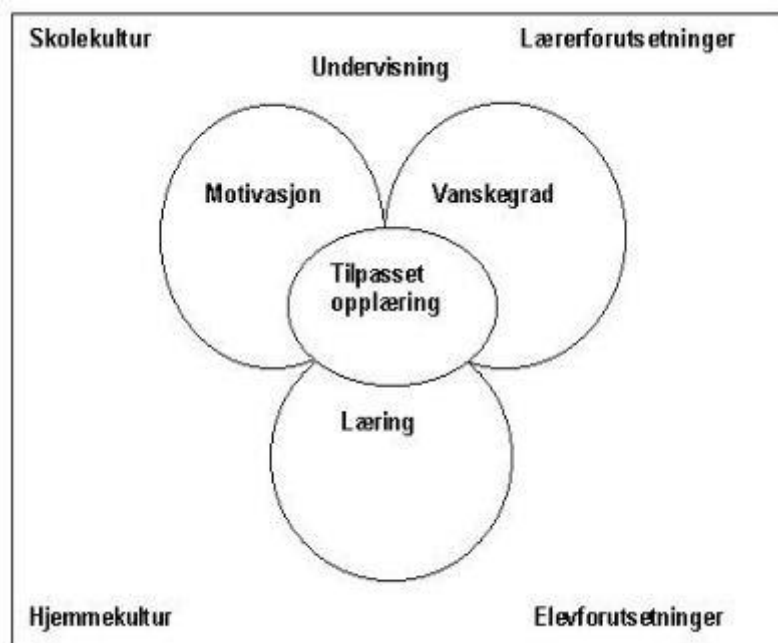 Skolekultur
Lærerforutsetninger
Undervisning
Motivasjon
Vanskegrad
Tilpasset
opplæring
Læring
Hjemmekultur
Elevforutsetninger